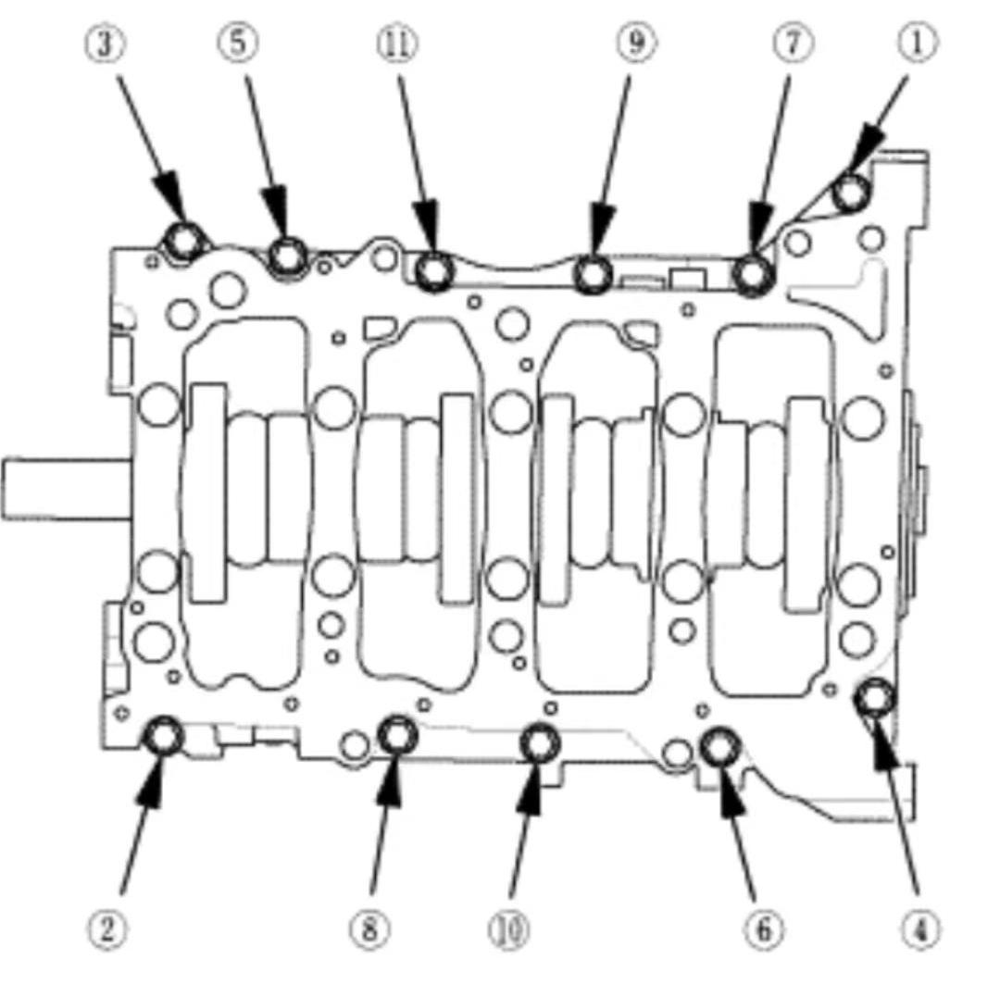 ③ ⑤ ⑪ ⑨ ⑦ ①
② ⑧ ⑩ ⑥ ④